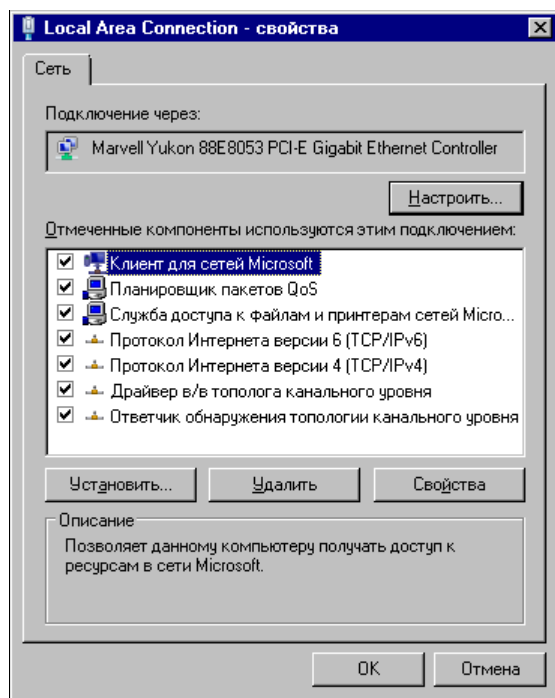 Local Area Connection - свойства
Сеть
Подключение через:
Marvell Yukon 88E8053 PCI-E Gigabit Ethernet Controller
Настроить...
Отмеченные компоненты используются этим подключением:
Клиент для сетей Microsoft
Планировщик пакетов QoS
Служба доступа к файлам и принтерам сетей Micro...
Протокол Интернета версии 6 (TCP/IPv6)
Протокол Интернета версии 4 (TCP/IPv4)
Драйвер в/в тополога канального уровня
Ответчик обнаружения топологии канального уровня
Установить...
Удалить
Свойства
Описание
Позволяет данному компьютеру получать доступ к
ресурсам в сети Microsoft.
OK
Отмена